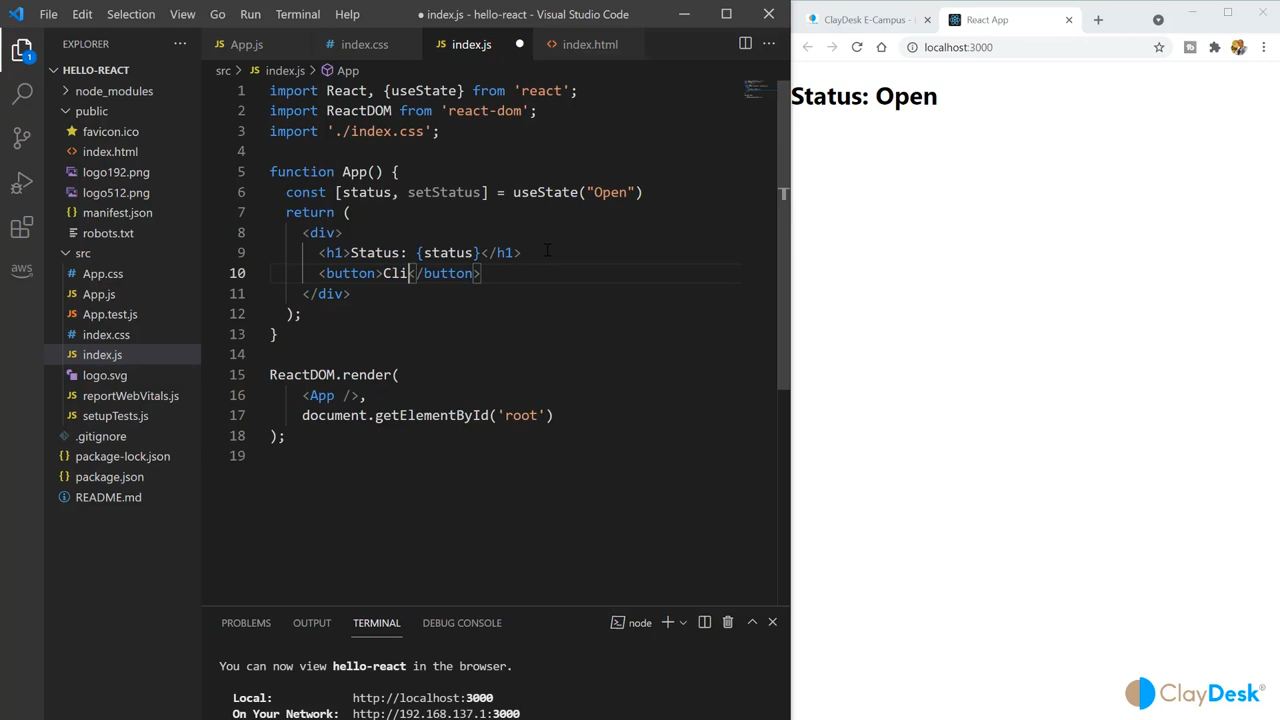 File Edit Selection View Go Run Terminal Help
● index.js - hello-react - Visual Studio Code
EXPLORER
HELLO-REACT
node_modules
public
favicon.ico
index.html
logo192.png
logo512.png
manifest.json
robots.txt
src
App.css
App.js
App.test.js
index.css
index.js
logo.svg
reportWebVitals.js
setupTests.js
.gitignore
package-lock.json
package.json
README.md
1
aws
App.js index.css index.js index.html
src > JS index.js > App
1 import React, {useState} from 'react';
2 import ReactDOM from 'react-dom';
3 import './index.css';
4
5 function App() {
6 const [status, setStatus] = useState("Open")
7 return (
8 <div>
9 <h1>Status: {status}</h1>
10 <button>Cli</button>
11 </div>
12 );
13 }
14
15 ReactDOM.render(
16 <App />,
17 document.getElementById('root')
18 );
19
PROBLEMS OUTPUT TERMINAL DEBUG CONSOLE
node
You can now view hello-react in the browser.
Local: http://localhost:3000
On Your Network: http://192.168.137.1:3000
ClayDesk E-Campus -
React App
localhost:3000
Status: Open
ClayDesk®